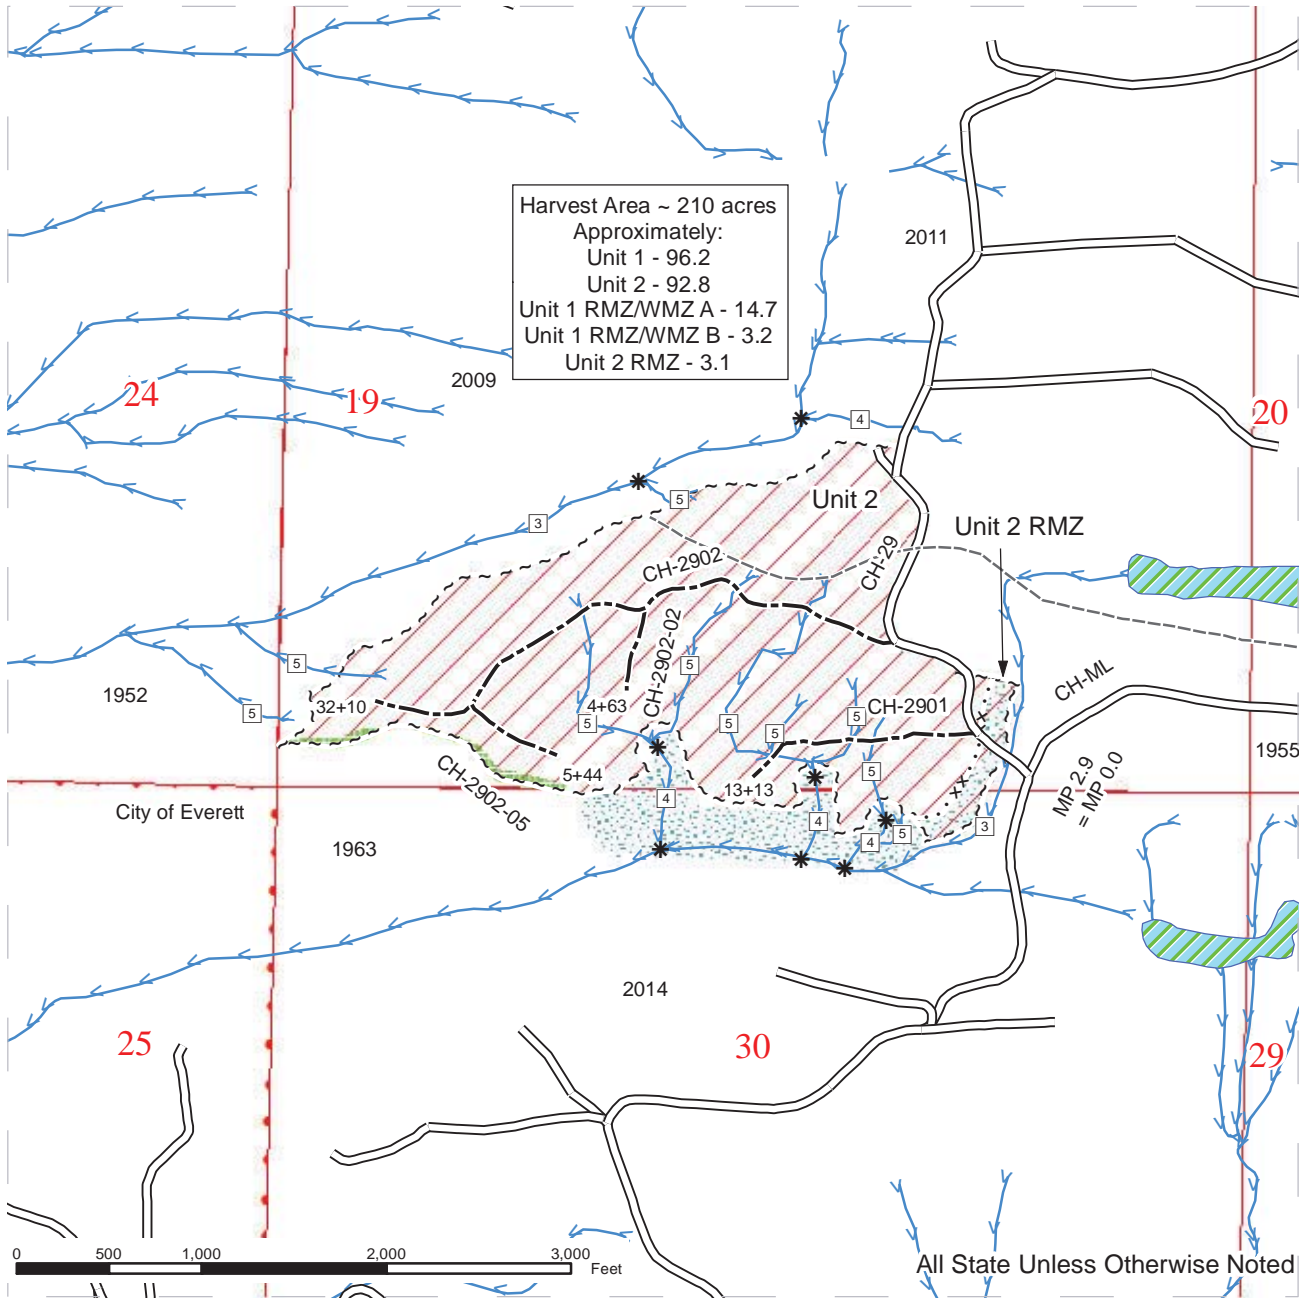 Harvest Area ~ 210 acres
Approximately:
Unit 1 - 96.2
Unit 2 - 92.8
Unit 1 RMZ/WMZ A - 14.7
Unit 1 RMZ/WMZ B - 3.2
Unit 2 RMZ - 3.1
2011
2009
24
19
20
4
5
3
Unit 2
Unit 2 RMZ
CH-29
CH-2902
CH-2902-02
5
5
5
1952
32+10
4+63
5
5
5
5
CH-2901
CH-ML
1955
MP 2.9
= MP 0.0
5+44
13+13
5
CH-2902-05
4
4
4
5
3
City of Everett
1963
2014
25
30
29
0
500
1,000
2,000
3,000
Feet
All State Unless Otherwise Noted